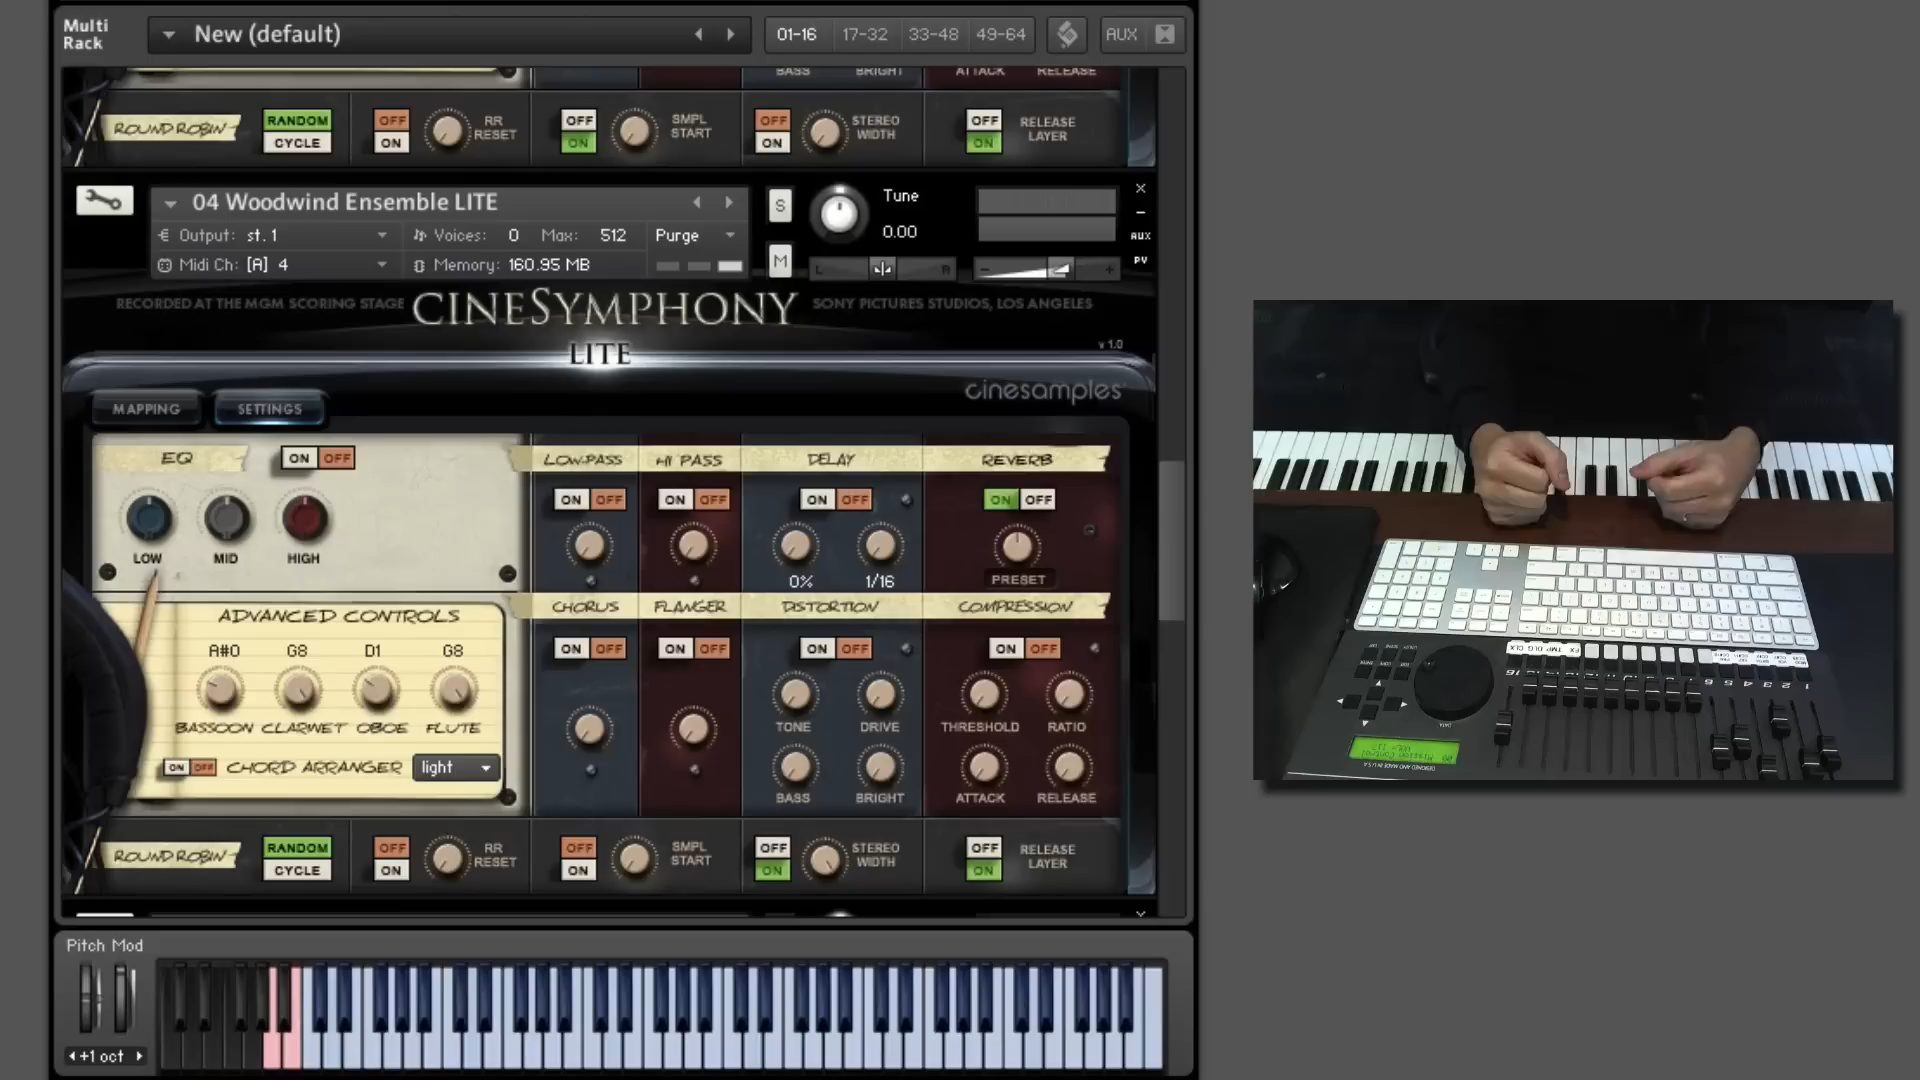 Multi Rack
New (default)
01-16 17-32 33-48 49-64
AUX
BASS BRIGHT ATTACK RELEASE
ROUND ROBIN
RANDOM
CYCLE
OFF
ON
RR RESET
OFF
ON
SMPL START
OFF
ON
STEREO WIDTH
OFF
ON
RELEASE LAYER
04 Woodwind Ensemble LITE
Output: st.1
Voices: 0 Max: 512
Purge
Midi Ch: [A] 4
Memory: 160.95 MB
S
M
Tune
0.00
L R
AUX
PV
RECORDED AT THE MGM SCORING STAGE
CINESYMPHONY
SONY PICTURES STUDIOS, LOS ANGELES
LITE
v 1.0
cinesamples
MAPPING
SETTINGS
EQ
ON OFF
LOW MID HIGH
LOW-PASS
ON OFF
HI PASS
ON OFF
DELAY
ON OFF
0% 1/16
REVERB
ON OFF
PRESET
ADVANCED CONTROLS
A#0 G8 D1 G8
BASSOON CLARINET OBOE FLUTE
ON OFF
CHORD ARRANGER
light
CHORUS
ON OFF
FLANGER
ON OFF
DISTORTION
ON OFF
TONE DRIVE
BASS BRIGHT
COMPRESSION
ON OFF
THRESHOLD RATIO
ATTACK RELEASE
ROUND ROBIN
RANDOM
CYCLE
OFF
ON
RR RESET
OFF
ON
SMPL START
OFF
ON
STEREO WIDTH
OFF
ON
RELEASE LAYER
Pitch Mod
+1 oct